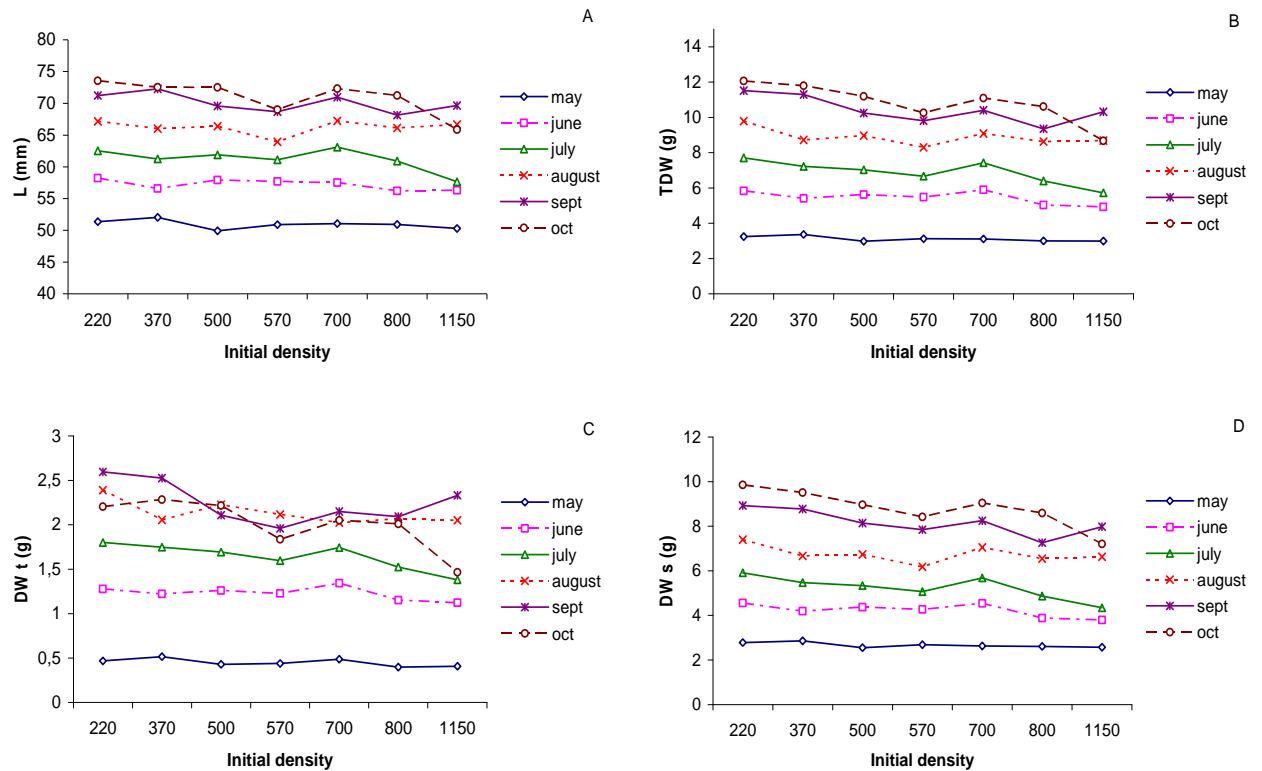 A
L (mm)
80
75
70
65
60
55
50
45
40
220 370 500 570 700 800 1150
Initial density
may
june
july
august
sept
oct
B
TDW (g)
14
12
10
8
6
4
2
0
220 370 500 570 700 800 1150
Initial density
may
june
july
august
sept
oct
C
DW t (g)
3
2,5
2
1,5
1
0,5
0
220 370 500 570 700 800 1150
Initial density
may
june
july
august
sept
oct
D
DW s (g)
12
10
8
6
4
2
0
220 370 500 570 700 800 1150
Initial density
may
june
july
august
sept
oct